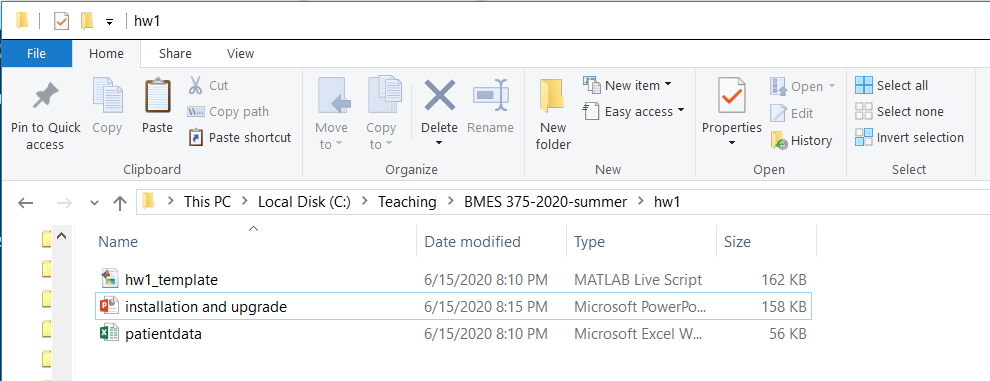 hw1
File Home Share View
Pin to Quick access
Copy
Paste
Cut
Copy path
Paste shortcut
Clipboard
Move to
Copy to
Delete
Rename
Organize
New folder
New item
Easy access
New
Properties
Open
Edit
History
Open
Select all
Select none
Invert selection
Select
This PC Local Disk (C:) Teaching BMES 375-2020-summer hw1
Name Date modified Type Size
hw1_template 6/15/2020 8:10 PM MATLAB Live Script 162 KB
installation and upgrade 6/15/2020 8:15 PM Microsoft PowerPo... 158 KB
patientdata 6/15/2020 8:10 PM Microsoft Excel W... 56 KB